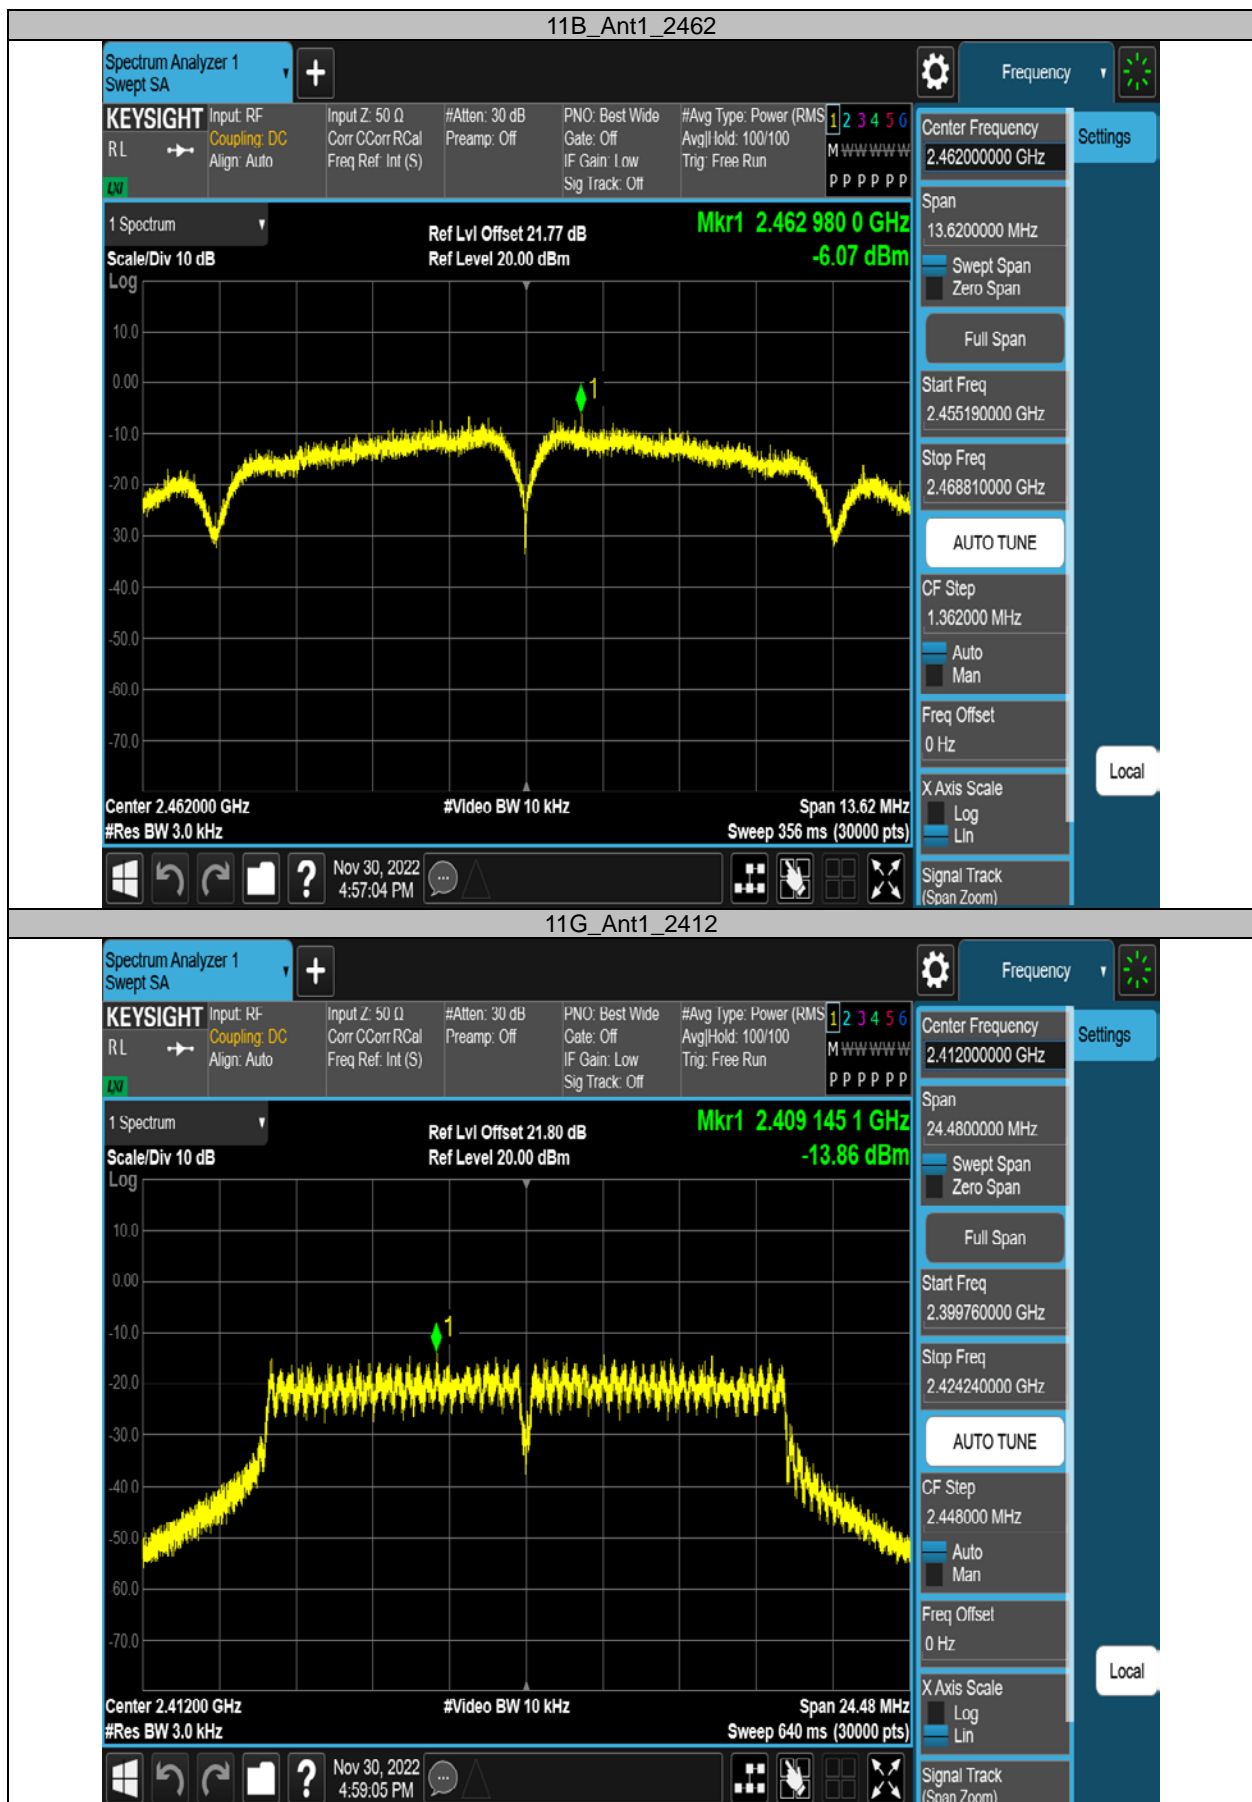 11B_Ant1_2462
Spectrum Analyzer 1
Swept SA
Frequency
KEYSIGHT
RL
LXI
Input: RF
Coupling: DC
Align: Auto
Input Z: 50 Ω
Corr CCorr RCal
Freq Ref: Int (S)
#Atten: 30 dB
Preamp: Off
PNO: Best Wide
Gate: Off
IF Gain: Low
Sig Track: Off
#Avg Type: Power (RMS
Avg|Hold: 100/100
Trig: Free Run
1 2 3 4 5 6
M W W W W W
P P P P P P
Center Frequency
2.462000000 GHz
Settings
Span
13.6200000 MHz
Swept Span
Zero Span
Full Span
Start Freq
2.455190000 GHz
Stop Freq
2.468810000 GHz
AUTO TUNE
CF Step
1.362000 MHz
Auto
Man
Freq Offset
0 Hz
X Axis Scale
Log
Lin
Signal Track
(Span Zoom)
Local
1 Spectrum
Scale/Div 10 dB
Log
Ref Lvl Offset 21.77 dB
Ref Level 20.00 dBm
Mkr1 2.462 980 0 GHz
-6.07 dBm
1
10.0
0.00
-10.0
-20.0
-30.0
-40.0
-50.0
-60.0
-70.0
Center 2.462000 GHz
#Video BW 10 kHz
Span 13.62 MHz
#Res BW 3.0 kHz
Sweep 356 ms (30000 pts)
?
Nov 30, 2022
4:57:04 PM
11G_Ant1_2412
Spectrum Analyzer 1
Swept SA
Frequency
KEYSIGHT
RL
LXI
Input: RF
Coupling: DC
Align: Auto
Input Z: 50 Ω
Corr CCorr RCal
Freq Ref: Int (S)
#Atten: 30 dB
Preamp: Off
PNO: Best Wide
Gate: Off
IF Gain: Low
Sig Track: Off
#Avg Type: Power (RMS
Avg|Hold: 100/100
Trig: Free Run
1 2 3 4 5 6
M W W W W W
P P P P P P
Center Frequency
2.412000000 GHz
Settings
Span
24.4800000 MHz
Swept Span
Zero Span
Full Span
Start Freq
2.399760000 GHz
Stop Freq
2.424240000 GHz
AUTO TUNE
CF Step
2.448000 MHz
Auto
Man
Freq Offset
0 Hz
X Axis Scale
Log
Lin
Signal Track
(Span Zoom)
Local
1 Spectrum
Scale/Div 10 dB
Log
Ref Lvl Offset 21.80 dB
Ref Level 20.00 dBm
Mkr1 2.409 145 1 GHz
-13.86 dBm
1
10.0
0.00
-10.0
-20.0
-30.0
-40.0
-50.0
-60.0
-70.0
Center 2.41200 GHz
#Video BW 10 kHz
Span 24.48 MHz
#Res BW 3.0 kHz
Sweep 640 ms (30000 pts)
?
Nov 30, 2022
4:59:05 PM